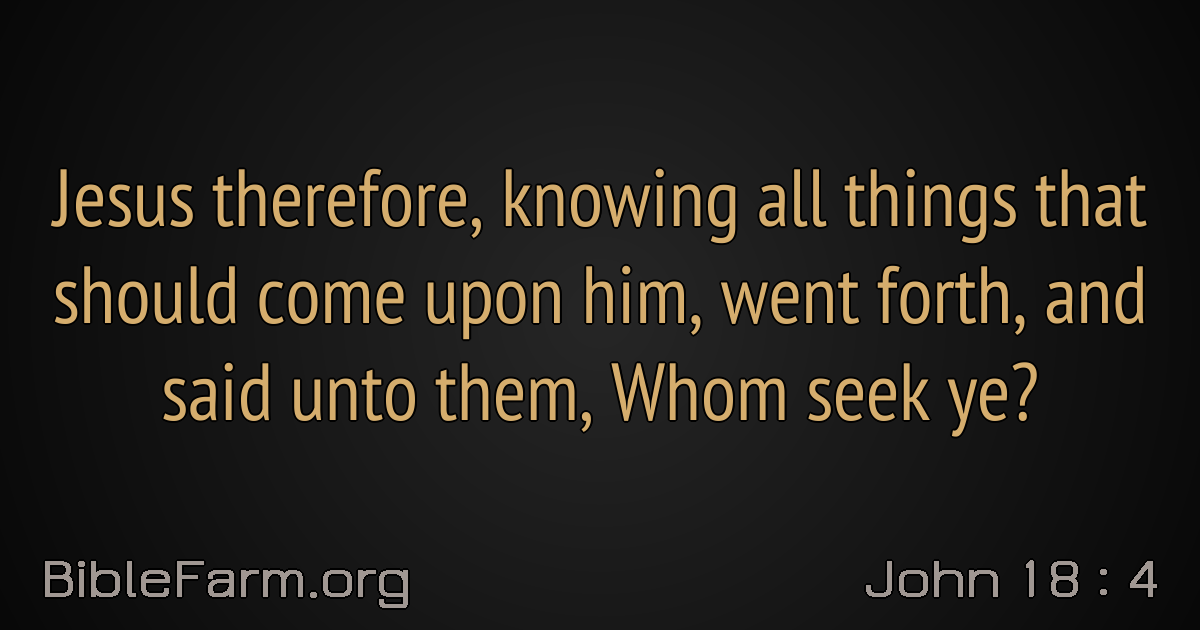 Jesus therefore, knowing all things that
should come upon him, went forth, and
said unto them, Whom seek ye?
BibleFarm.org
John 18 : 4